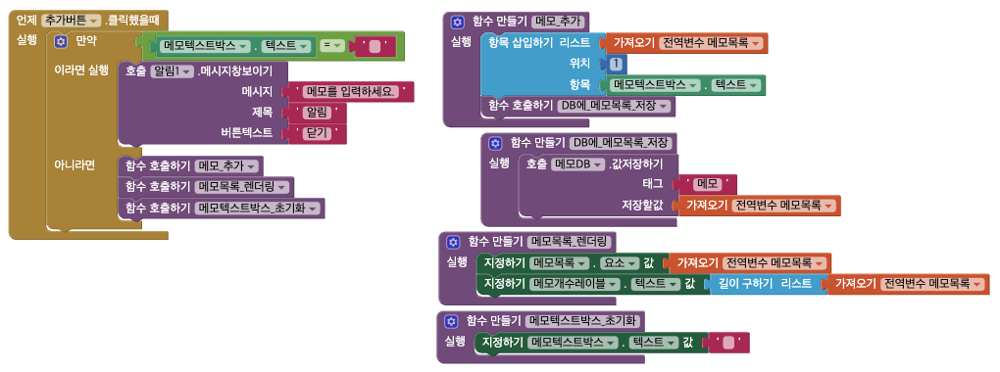 언제 추가버튼 .클릭했을때
실행 만약 메모텍스트박스 . 텍스트 = ' '
이라면 실행 호출 알림1 .메시지창보이기
메시지 ' 메모를 입력하세요. '
제목 ' 알림 '
버튼텍스트 ' 닫기 '
아니라면 함수 호출하기 메모_추가
함수 호출하기 메모목록_렌더링
함수 호출하기 메모텍스트박스_초기화
함수 만들기 메모_추가
실행 항목 삽입하기 리스트 가져오기 전역변수 메모목록
위치 1
항목 메모텍스트박스 . 텍스트
함수 호출하기 DB에_메모목록_저장
함수 만들기 DB에_메모목록_저장
실행 호출 메모DB .값저장하기
태그 ' 메모 '
저장할값 가져오기 전역변수 메모목록
함수 만들기 메모목록_렌더링
실행 지정하기 메모목록 . 요소 값 가져오기 전역변수 메모목록
지정하기 메모개수레이블 . 텍스트 값 길이 구하기 리스트 가져오기 전역변수 메모목록
함수 만들기 메모텍스트박스_초기화
실행 지정하기 메모텍스트박스 . 텍스트 값 ' '